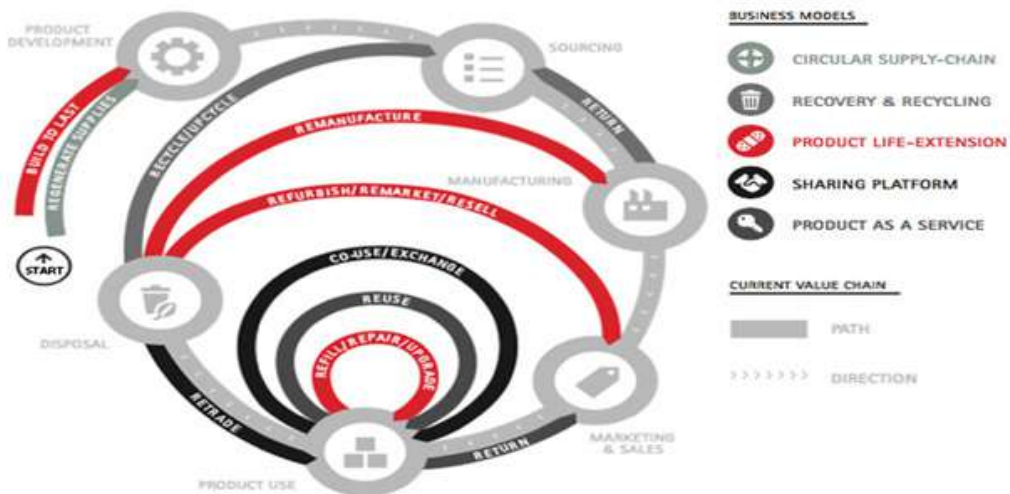 PRODUCT
DEVELOPMENT
SOURCING
BUILD TO LAST
REGENERATE SUPPLIES
RECYCLE/UPCYCLE
REMANUFACTURE
RETURN
MANUFACTURING
REFURBISH/REMARKET/RESELL
START
CO-USE/EXCHANGE
REUSE
REFILL/REPAIR/UPGRADE
DISPOSAL
RETRADE
RETURN
MARKETING
& SALES
PRODUCT USE
BUSINESS MODELS
CIRCULAR SUPPLY-CHAIN
RECOVERY & RECYCLING
PRODUCT LIFE-EXTENSION
SHARING PLATFORM
PRODUCT AS A SERVICE
CURRENT VALUE CHAIN
PATH
DIRECTION